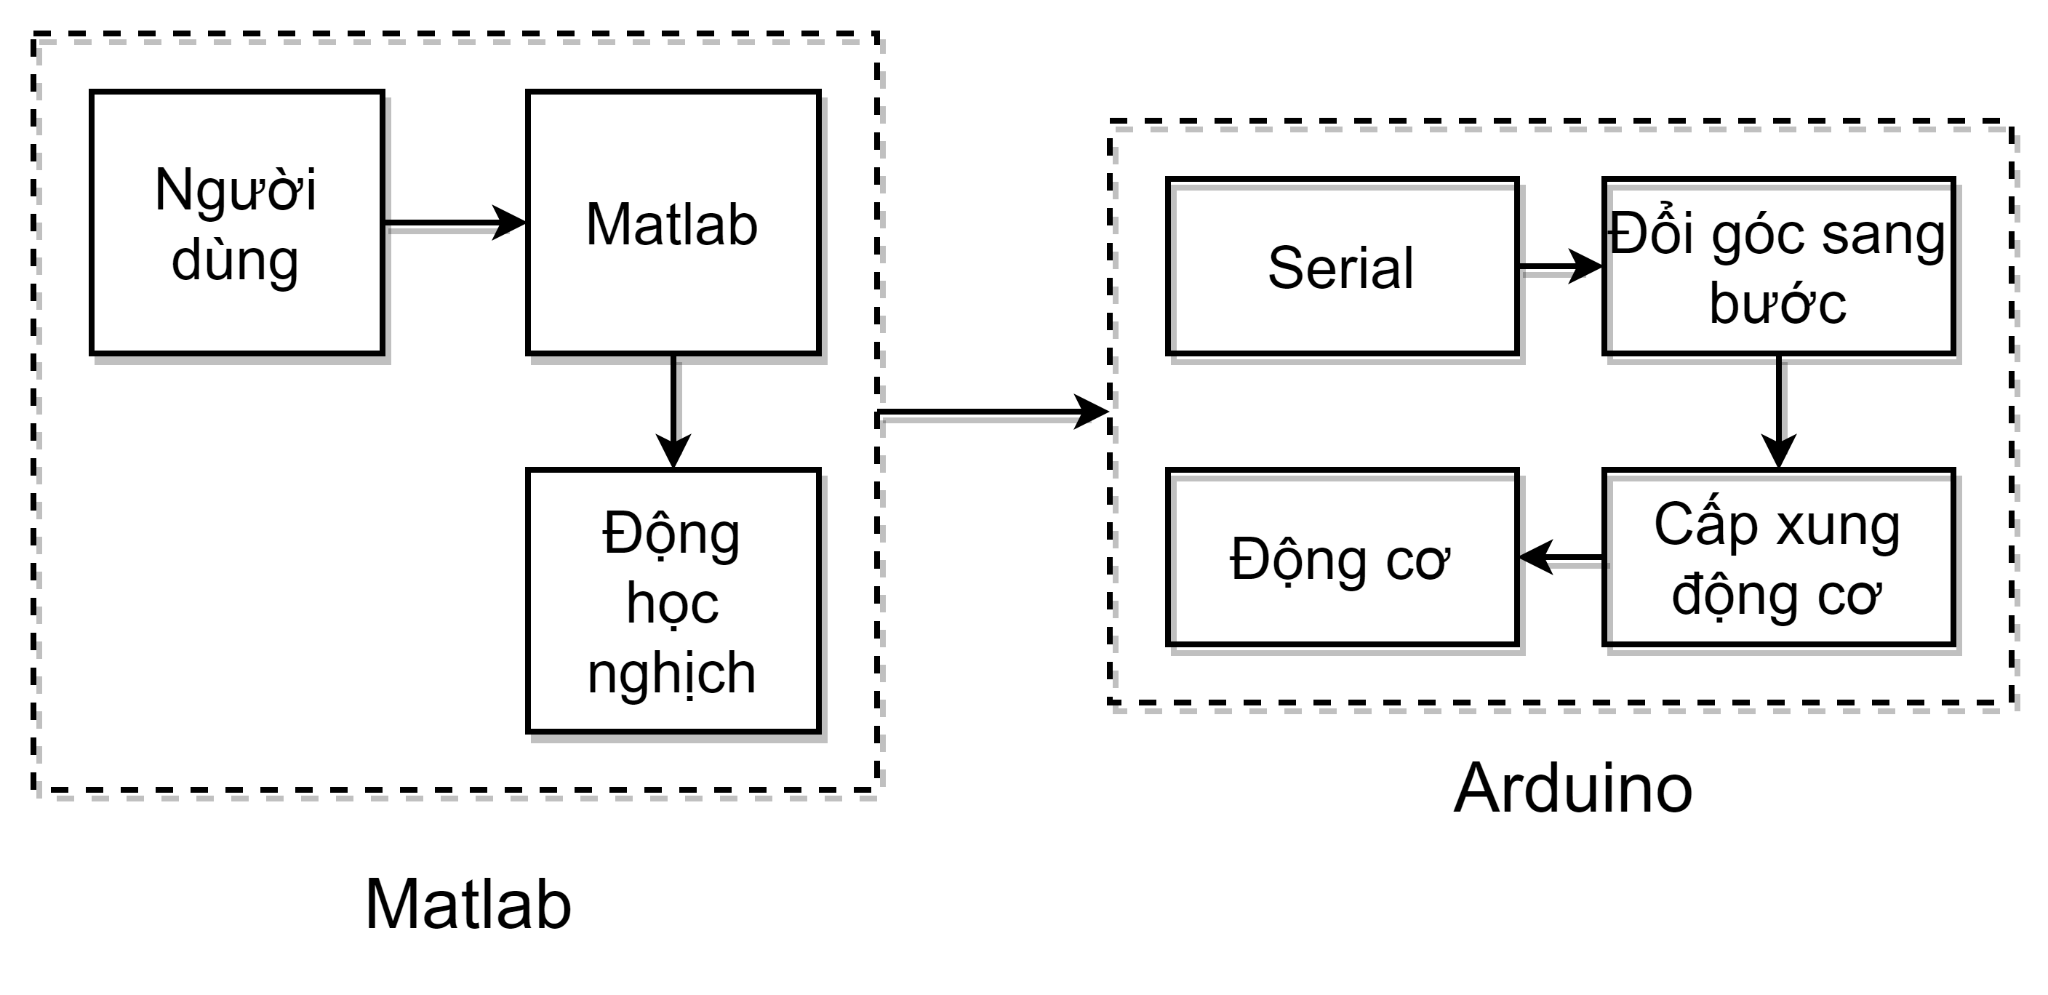 Người
dùng
Matlab
Động
học
nghịch
Matlab
Serial
Đổi góc sang
bước
Động cơ
Cấp xung
động cơ
Arduino